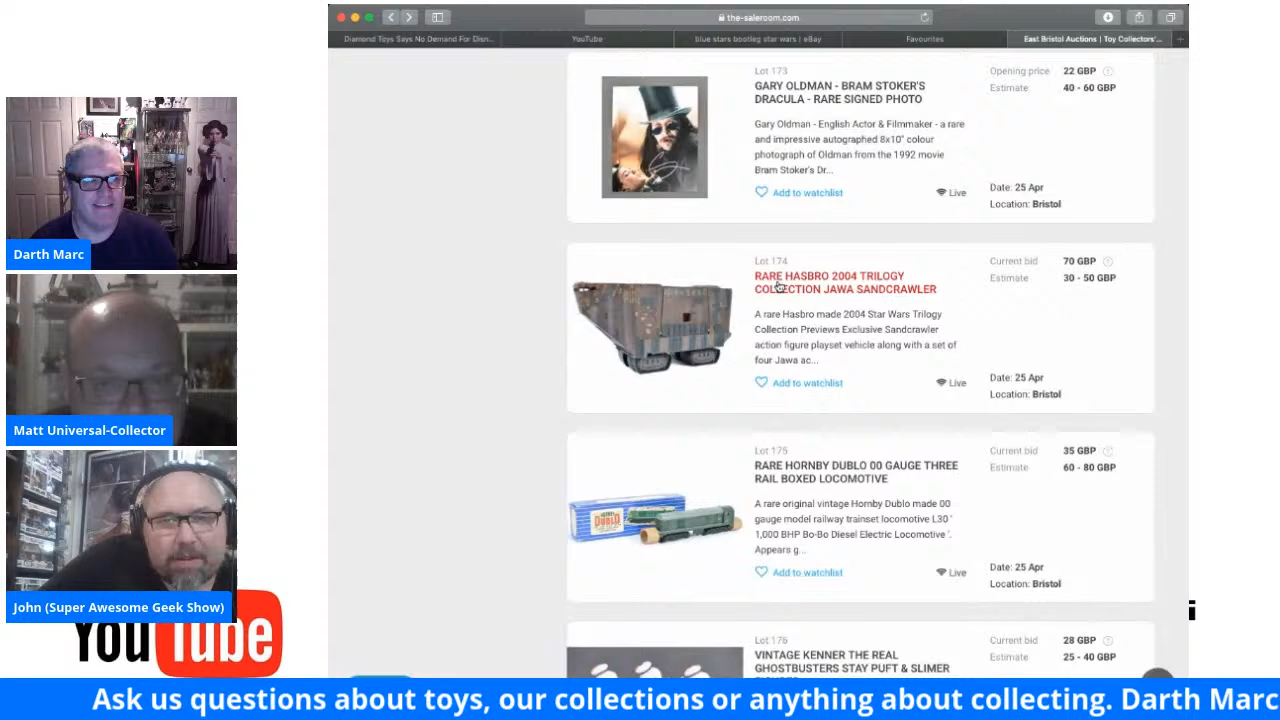 the-saleroom.com
Diamond Toys Says No Demand For Disn...
YouTube
blue stars bootleg star wars | eBay
Favourites
East Bristol Auctions | Toy Collectors'...
Lot 173
GARY OLDMAN - BRAM STOKER'S
DRACULA - RARE SIGNED PHOTO
Gary Oldman - English Actor & Filmmaker - a rare
and impressive autographed 8x10" colour
photograph of Oldman from the 1992 movie
Bram Stoker's Dr...
Add to watchlist
Live
Opening price 22 GBP
Estimate 40 - 60 GBP
Date: 25 Apr
Location: Bristol
Lot 174
RARE HASBRO 2004 TRILOGY
COLLECTION JAWA SANDCRAWLER
A rare Hasbro made 2004 Star Wars Trilogy
Collection Previews Exclusive Sandcrawler
action figure playset vehicle along with a set of
four Jawa ac...
Add to watchlist
Live
Current bid 70 GBP
Estimate 30 - 50 GBP
Date: 25 Apr
Location: Bristol
Lot 175
RARE HORNBY DUBLO 00 GAUGE THREE
RAIL BOXED LOCOMOTIVE
A rare original vintage Hornby Dublo made 00
gauge model railway trainset locomotive L30 '
1,000 BHP Bo-Bo Diesel Electric Locomotive '.
Appears g...
Add to watchlist
Live
Current bid 35 GBP
Estimate 60 - 80 GBP
Date: 25 Apr
Location: Bristol
HORNBY
DUBLO
Lot 176
VINTAGE KENNER THE REAL
GHOSTBUSTERS STAY PUFT & SLIMER
Current bid 28 GBP
Estimate 25 - 40 GBP
Darth Marc
Matt Universal-Collector
John (Super Awesome Geek Show)
YouTube
Ask us questions about toys, our collections or anything about collecting. Darth Marc